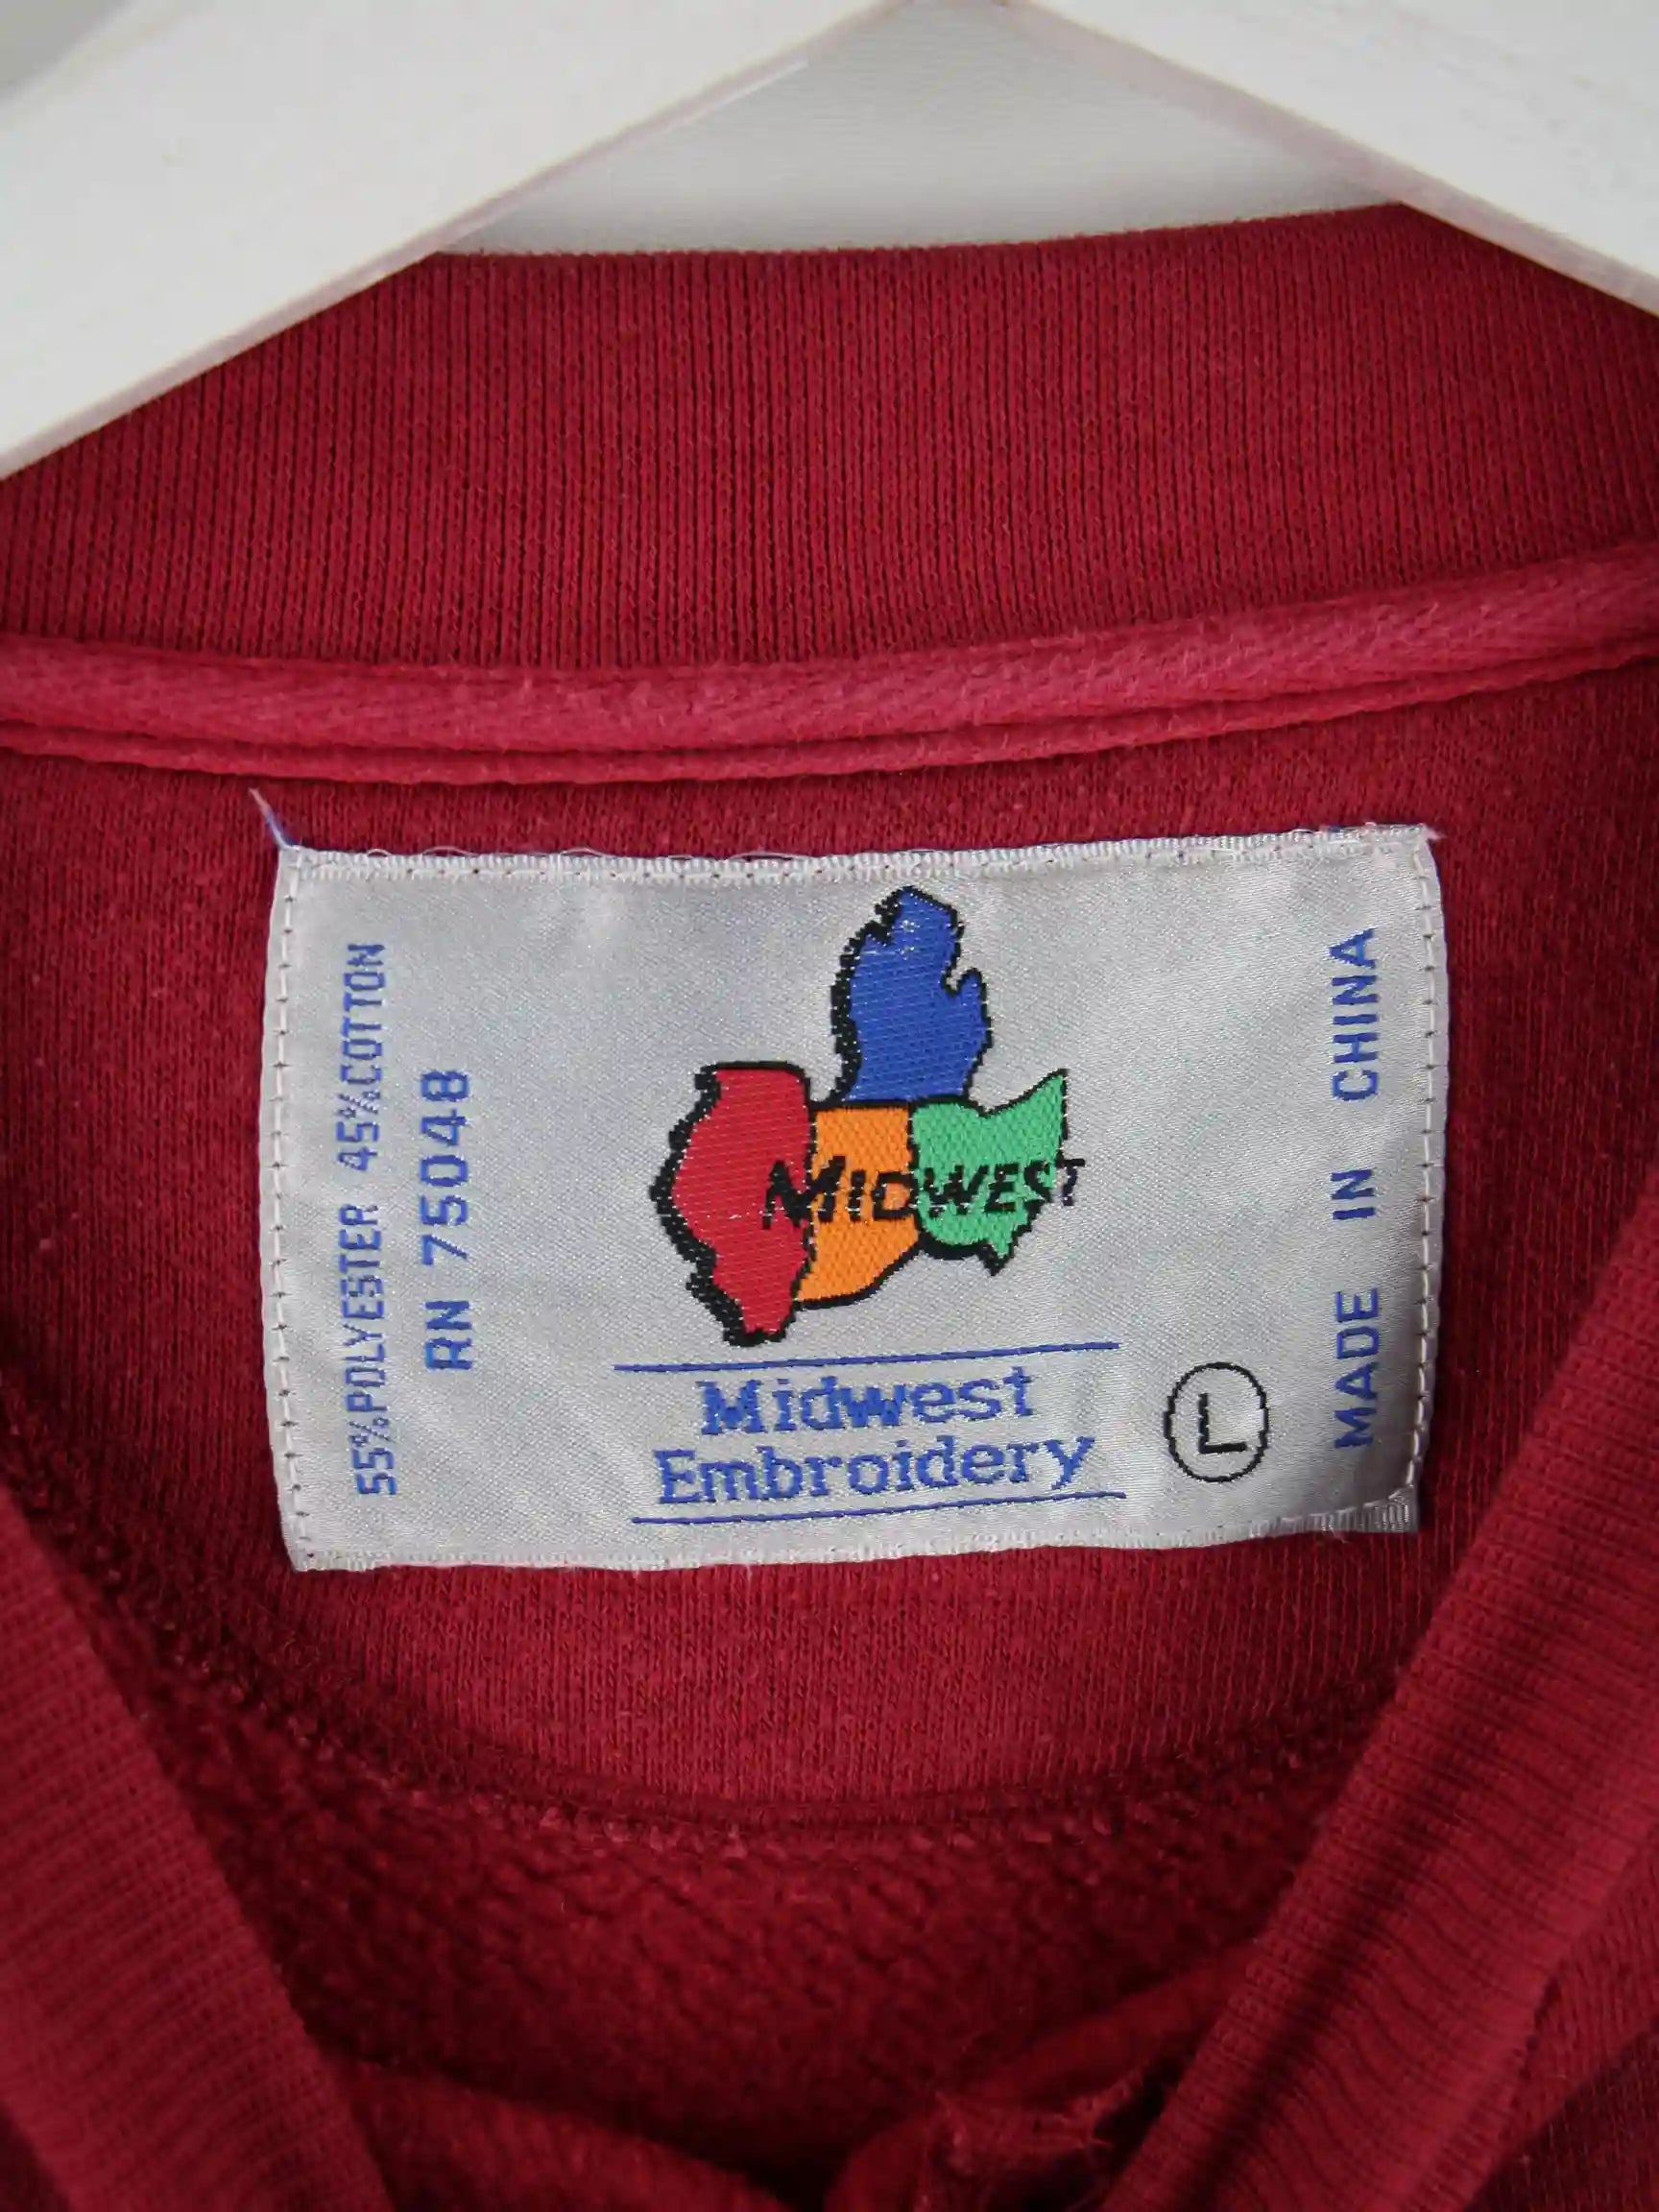 55%POLYESTER 45%COTTON
RN 75048
MIDWEST
Midwest
Embroidery
L
MADE IN CHINA